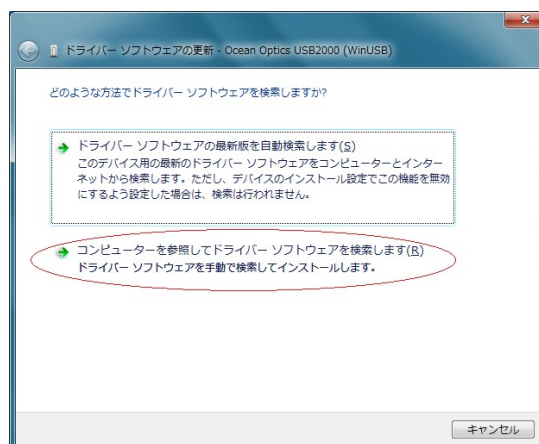 ドライバー ソフトウェアの更新 - Ocean Optics USB2000 (WinUSB)
どのような方法でドライバー ソフトウェアを検索しますか?
ドライバー ソフトウェアの最新版を自動検索します(S)
このデバイス用の最新のドライバー ソフトウェアをコンピューターとインター
ネットから検索します。ただし、デバイスのインストール設定でこの機能を無効
にするよう設定した場合は、検索は行われません。
コンピューターを参照してドライバー ソフトウェアを検索します(R)
ドライバー ソフトウェアを手動で検索してインストールします。
キャンセル